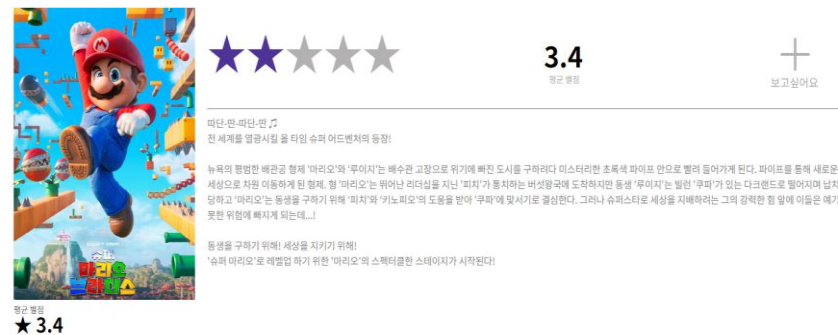 슈퍼
마리오
브라더스
평균 별점
★ 3.4
3.4
평균 별점
보고싶어요
따단-딴-따단-딴 ♫
전 세계를 열광시킬 올 타임 슈퍼 어드벤처의 등장!
뉴욕의 평범한 배관공 형제 '마리오'와 '루이지'는 배수관 고장으로 위기에 빠진 도시를 구하려다 미스터리한 초록색 파이프 안으로 빨려 들어가게 된다. 파이프를 통해 새로운
세상으로 차원 이동하게 된 형제. 형 '마리오'는 뛰어난 리더십을 지닌 '피치'가 통치하는 버섯왕국에 도착하지만 동생 '루이지'는 빌런 '쿠파'가 있는 다크랜드로 떨어지며 납치
당하고 '마리오'는 동생을 구하기 위해 '피치'와 '키노피오'의 도움을 받아 '쿠파'에 맞서기로 결심한다. 그러나 슈퍼스타로 세상을 지배하려는 그의 강력한 힘 앞에 이들은 예기
못한 위험에 빠지게 되는데...!
동생을 구하기 위해! 세상을 지키기 위해!
'슈퍼 마리오'로 레벨업 하기 위한 '마리오'의 스펙터클한 스테이지가 시작된다!